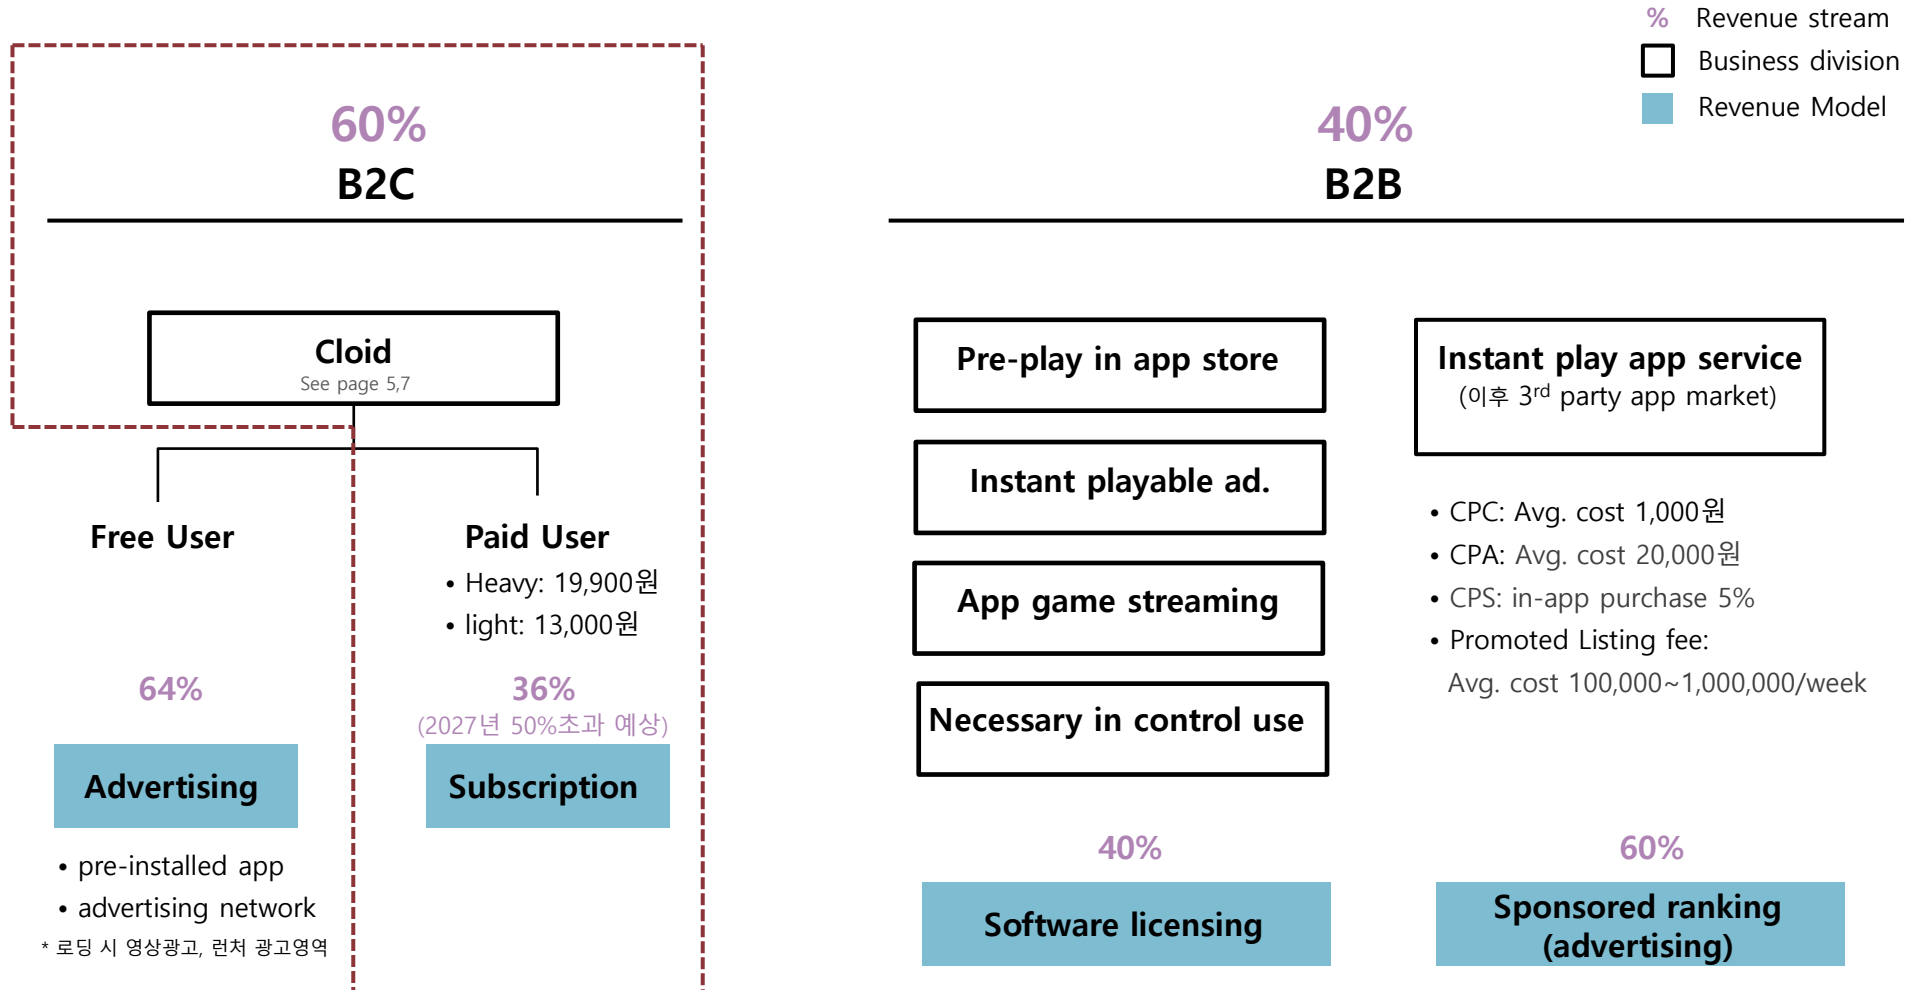 % Revenue stream
Business division
Revenue Model
60%
B2C
Cloid
See page 5,7
Free User
Paid User
• Heavy: 19,900원
• light: 13,000원
64%
36%
(2027년 50%초과 예상)
Advertising
Subscription
• pre-installed app
• advertising network
* 로딩 시 영상광고, 런처 광고영역
40%
B2B
Pre-play in app store
Instant playable ad.
App game streaming
Necessary in control use
Instant play app service
(이후 3rd party app market)
• CPC: Avg. cost 1,000원
• CPA: Avg. cost 20,000원
• CPS: in-app purchase 5%
• Promoted Listing fee:
Avg. cost 100,000~1,000,000/week
40%
60%
Software licensing
Sponsored ranking
(advertising)